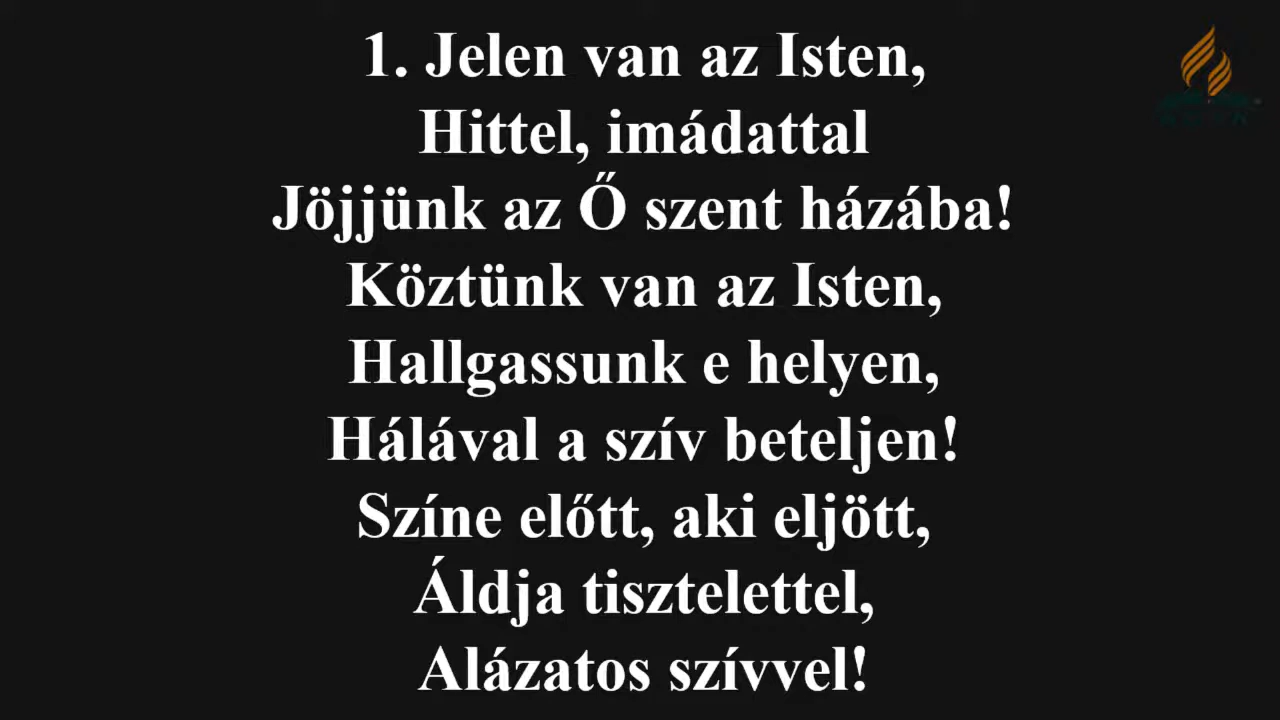 1. Jelen van az Isten,
Hittel, imádattal
Jöjjünk az Ő szent házába!
Köztünk van az Isten,
Hallgassunk e helyen,
Hálával a szív beteljen!
Színe előtt, aki eljött,
Áldja tisztelettel,
Alázatos szívvel!